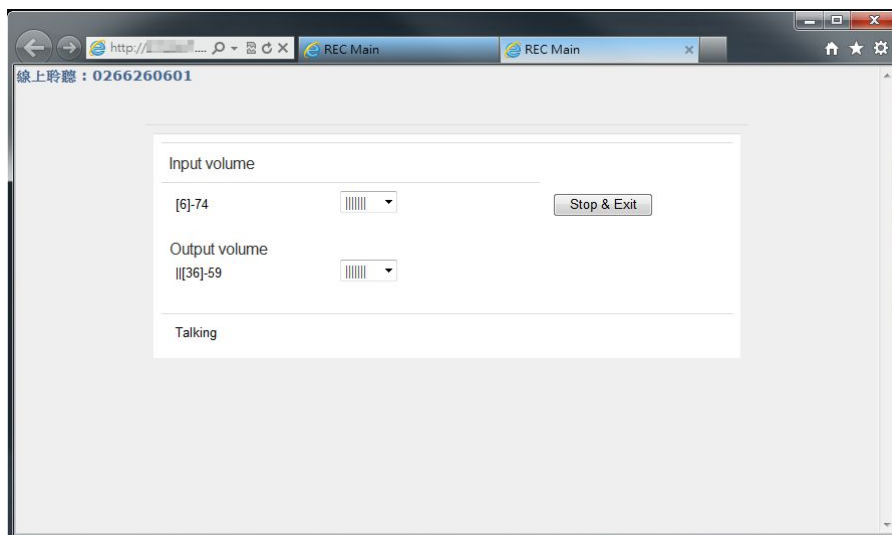 http:// ....
REC Main
REC Main
線上聆聽：0266260601
Input volume
[6]-74
||||||| 
Stop & Exit
Output volume
||[36]-59
|||||||
Talking